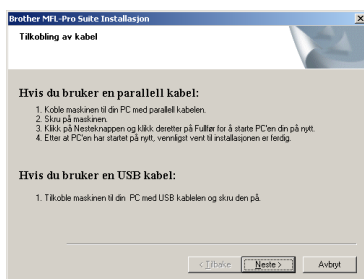 Brother MFL-Pro Suite Installasjon
Tilkobling av kabel
Hvis du bruker en parallell kabel:
1. Koble maskinen til din PC med parallell kabelen.
2. Skru på maskinen.
3. Klikk på Nesteknappen og klikk deretter på Fullfør for å starte PC'en din på nytt.
4. Etter at PC'en har startet på nytt, vennligst vent til installasjonen er ferdig.
Hvis du bruker en USB kabel:
1. Tilkoble maskinen til din PC med USB kablelen og skru den på.
< Tilbake Neste > Avbryt